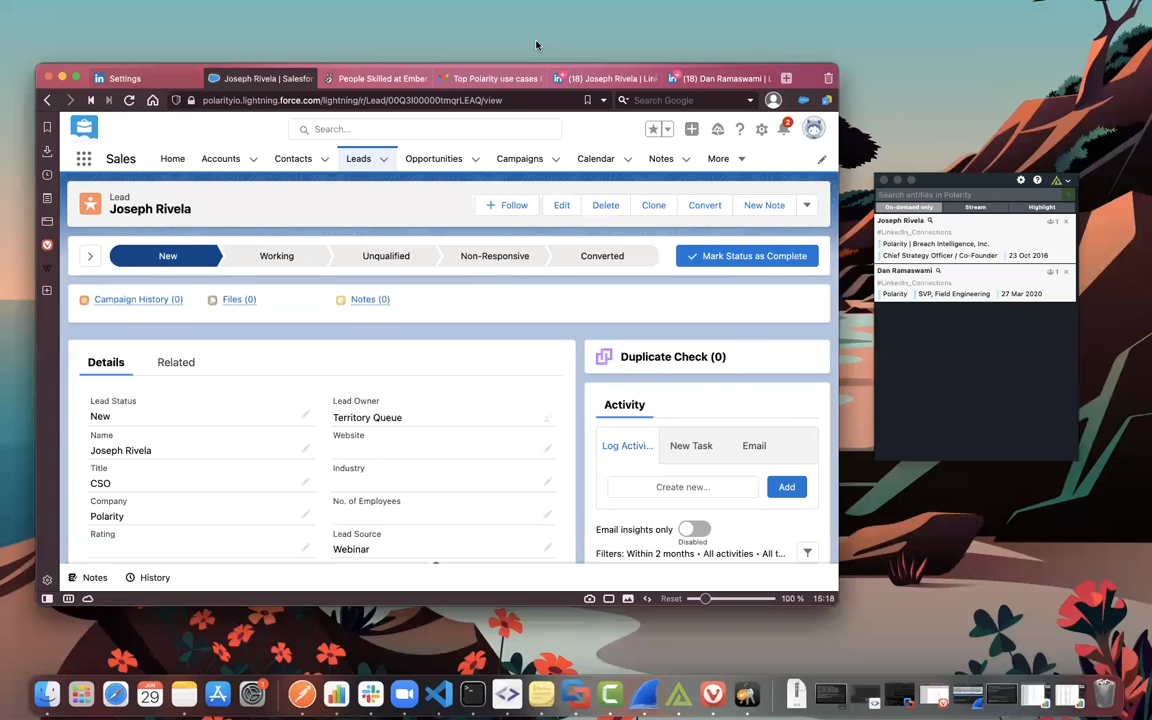 Settings
Joseph Rivela | Salesfo
People Skilled at Embe
Top Polarity use cases
(18) Joseph Rivela | Lin
(18) Dan Ramaswami | L
polarityio.lightning.force.com/lightning/r/Lead/00Q3I00000tmqrLEAQ/view
Search Google
Search...
2
Sales
Home
Accounts
Contacts
Leads
Opportunities
Campaigns
Calendar
Notes
More
Lead
Joseph Rivela
Follow
Edit
Delete
Clone
Convert
New Note
New
Working
Unqualified
Non-Responsive
Converted
Mark Status as Complete
Campaign History (0)
Files (0)
Notes (0)
Details
Related
Lead Status
New
Lead Owner
Territory Queue
Name
Joseph Rivela
Website
Title
CSO
Industry
Company
Polarity
No. of Employees
Rating
Lead Source
Webinar
Duplicate Check (0)
Activity
Log Activi...
New Task
Email
Create new...
Add
Email insights only
Disabled
Filters: Within 2 months • All activities • All t...
Notes
History
Reset
100 %
15:18
Search entities in Polarity
On-demand only
Stream
Highlight
Joseph Rivela
1
#LinkedIn_Connections
Polarity | Breach Intelligence, Inc.
Chief Strategy Officer / Co-Founder
23 Oct 2016
Dan Ramaswami
1
#LinkedIn_Connections
Polarity
SVP, Field Engineering
27 Mar 2020
JUN
29
1